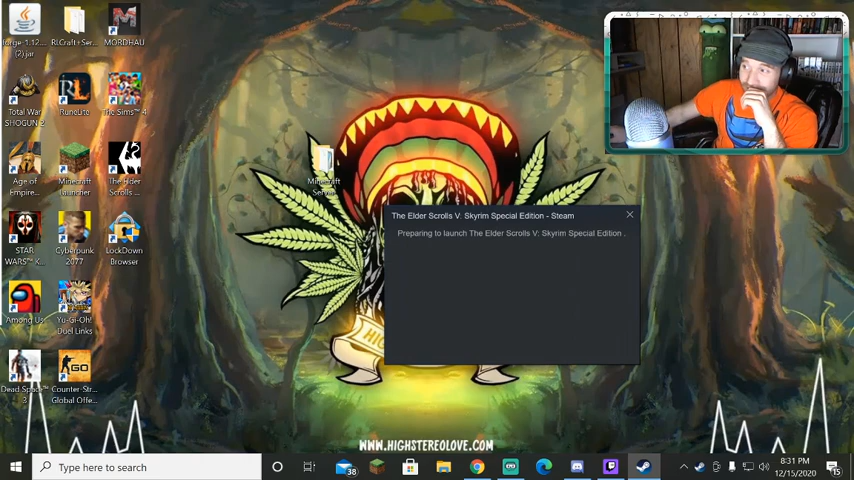 forge-1.12....
(2).jar
RLCraft+Ser...
MORDHAU
Total War
SHOGUN 2
RuneLite
The Sims™ 4
Age of
Empire...
Minecraft
Launcher
The Elder
Scrolls ...
STAR
WARS™ K...
Cyberpunk
2077
LockDown
Browser
Among Us
Yu-Gi-Oh!
Duel Links
Dead Space™
3
Counter-Str...
Global Offe...
GO
Minecraft
Server
The Elder Scrolls V: Skyrim Special Edition - Steam
Preparing to launch The Elder Scrolls V: Skyrim Special Edition .
WWW.HIGHSTEREOLOVE.COM
Type here to search
38
8:31 PM
12/15/2020
15